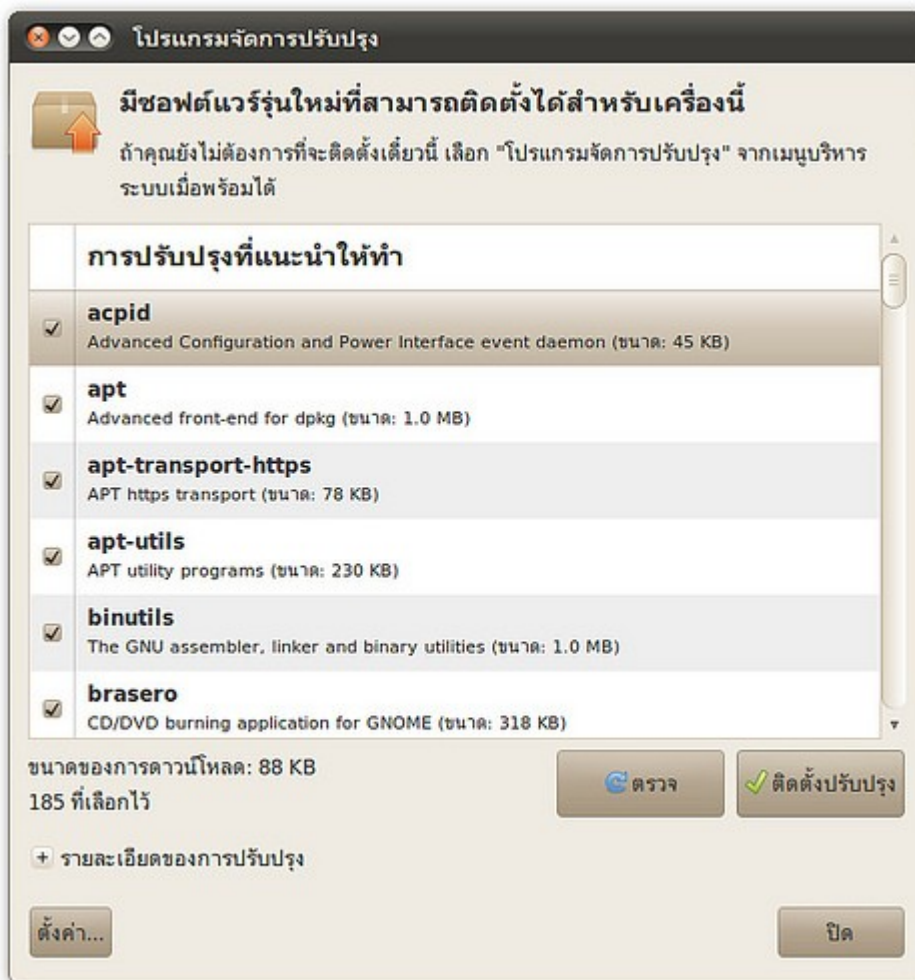 โปรแกรมจัดการปรับปรุง
มีซอฟต์แวร์รุ่นใหม่ที่สามารถติดตั้งได้สำหรับเครื่องนี้
ถ้าคุณยังไม่ต้องการที่จะติดตั้งเดี๋ยวนี้ เลือก "โปรแกรมจัดการปรับปรุง" จากเมนูบริหาร
ระบบเมื่อพร้อมได้
การปรับปรุงที่แนะนำให้ทำ
acpid
Advanced Configuration and Power Interface event daemon (ขนาด: 45 KB)
apt
Advanced front-end for dpkg (ขนาด: 1.0 MB)
apt-transport-https
APT https transport (ขนาด: 78 KB)
apt-utils
APT utility programs (ขนาด: 230 KB)
binutils
The GNU assembler, linker and binary utilities (ขนาด: 1.0 MB)
brasero
CD/DVD burning application for GNOME (ขนาด: 318 KB)
ขนาดของการดาวน์โหลด: 88 KB
185 ที่เลือกไว้
ตรวจ
ติดตั้งปรับปรุง
รายละเอียดของการปรับปรุง
ตั้งค่า...
ปิด